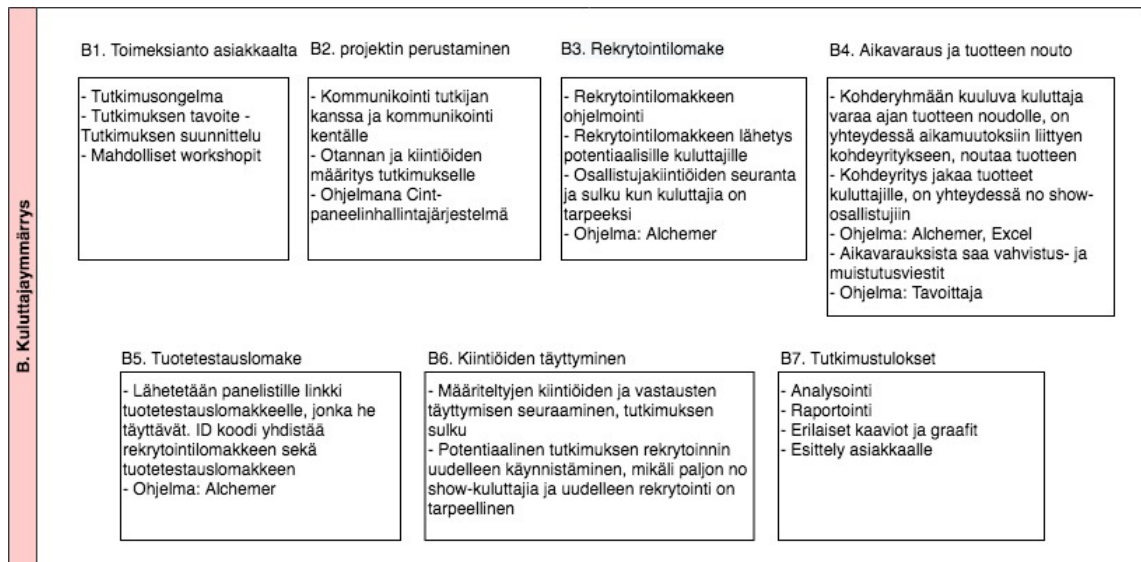 B. Kuluttajaymmärrys
B1. Toimeksianto asiakkaalta
- Tutkimusongelma
- Tutkimuksen tavoite -
Tutkimuksen suunnittelu
- Mahdolliset workshopit
B2. projektin perustaminen
- Kommunikointi tutkijan
kanssa ja kommunikointi
kentälle
- Otannan ja kiintiöiden
määritys tutkimukselle
- Ohjelmana Cint-
paneelinhallintajärjestelmä
B3. Rekrytointilomake
- Rekrytointilomakkeen
ohjelmointi
- Rekrytointilomakkeen lähetys
potentiaalisille kuluttajille
- Osallistujakiintiöiden seuranta
ja sulku kun kuluttajia on
tarpeeksi
- Ohjelma: Alchemer
B4. Aikavaraus ja tuotteen nouto
- Kohderyhmään kuuluva kuluttaja
varaa ajan tuotteen noudolle, on
yhteydessä aikamuutoksiin liittyen
kohdeyritykseen, noutaa tuotteen
- Kohdeyritys jakaa tuotteet
kuluttajille, on yhteydessä no show-
osallistujiin
- Ohjelma: Alchemer, Excel
- Aikavarauksista saa vahvistus- ja
muistutusviestit
- Ohjelma: Tavoittaja
B5. Tuotetestauslomake
- Lähetetään panelistille linkki
tuotetestauslomakkeelle, jonka he
täyttävät. ID koodi yhdistää
rekrytointilomakkeen sekä
tuotetestauslomakkeen
- Ohjelma: Alchemer
B6. Kiintiöiden täyttyminen
- Määriteltyjen kiintiöiden ja vastausten
täyttymisen seuraaminen, tutkimuksen
sulku
- Potentiaalinen tutkimuksen rekrytoinnin
uudelleen käynnistäminen, mikäli paljon no
show-kuluttajia ja uudelleen rekrytointi on
tarpeellinen
B7. Tutkimustulokset
- Analysointi
- Raportointi
- Erilaiset kaaviot ja graafit
- Esittely asiakkaalle